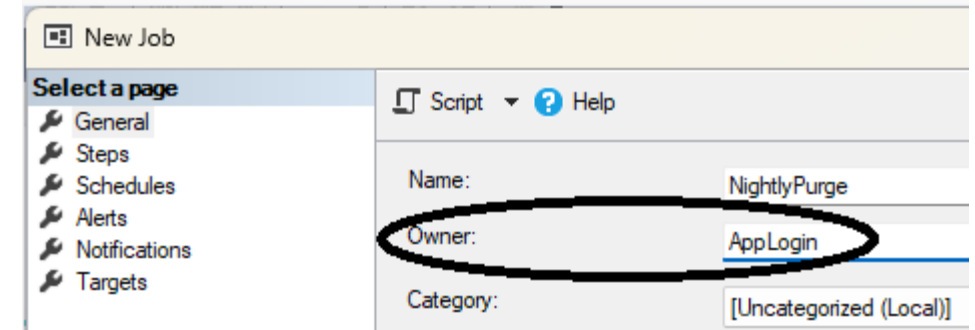 New Job
Select a page
General
Steps
Schedules
Alerts
Notifications
Targets
Script Help
Name: NightlyPurge
Owner: AppLogin
Category: [Uncategorized (Local)]